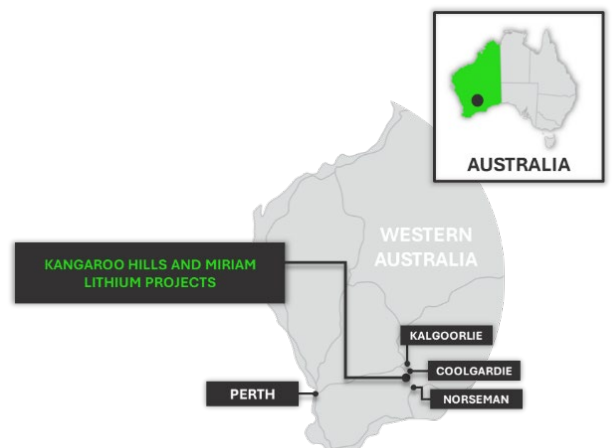 AUSTRALIA
WESTERN
AUSTRALIA
KANGAROO HILLS AND MIRIAM
LITHIUM PROJECTS
KALGOORLIE
COOLGARDIE
PERTH
NORSEMAN